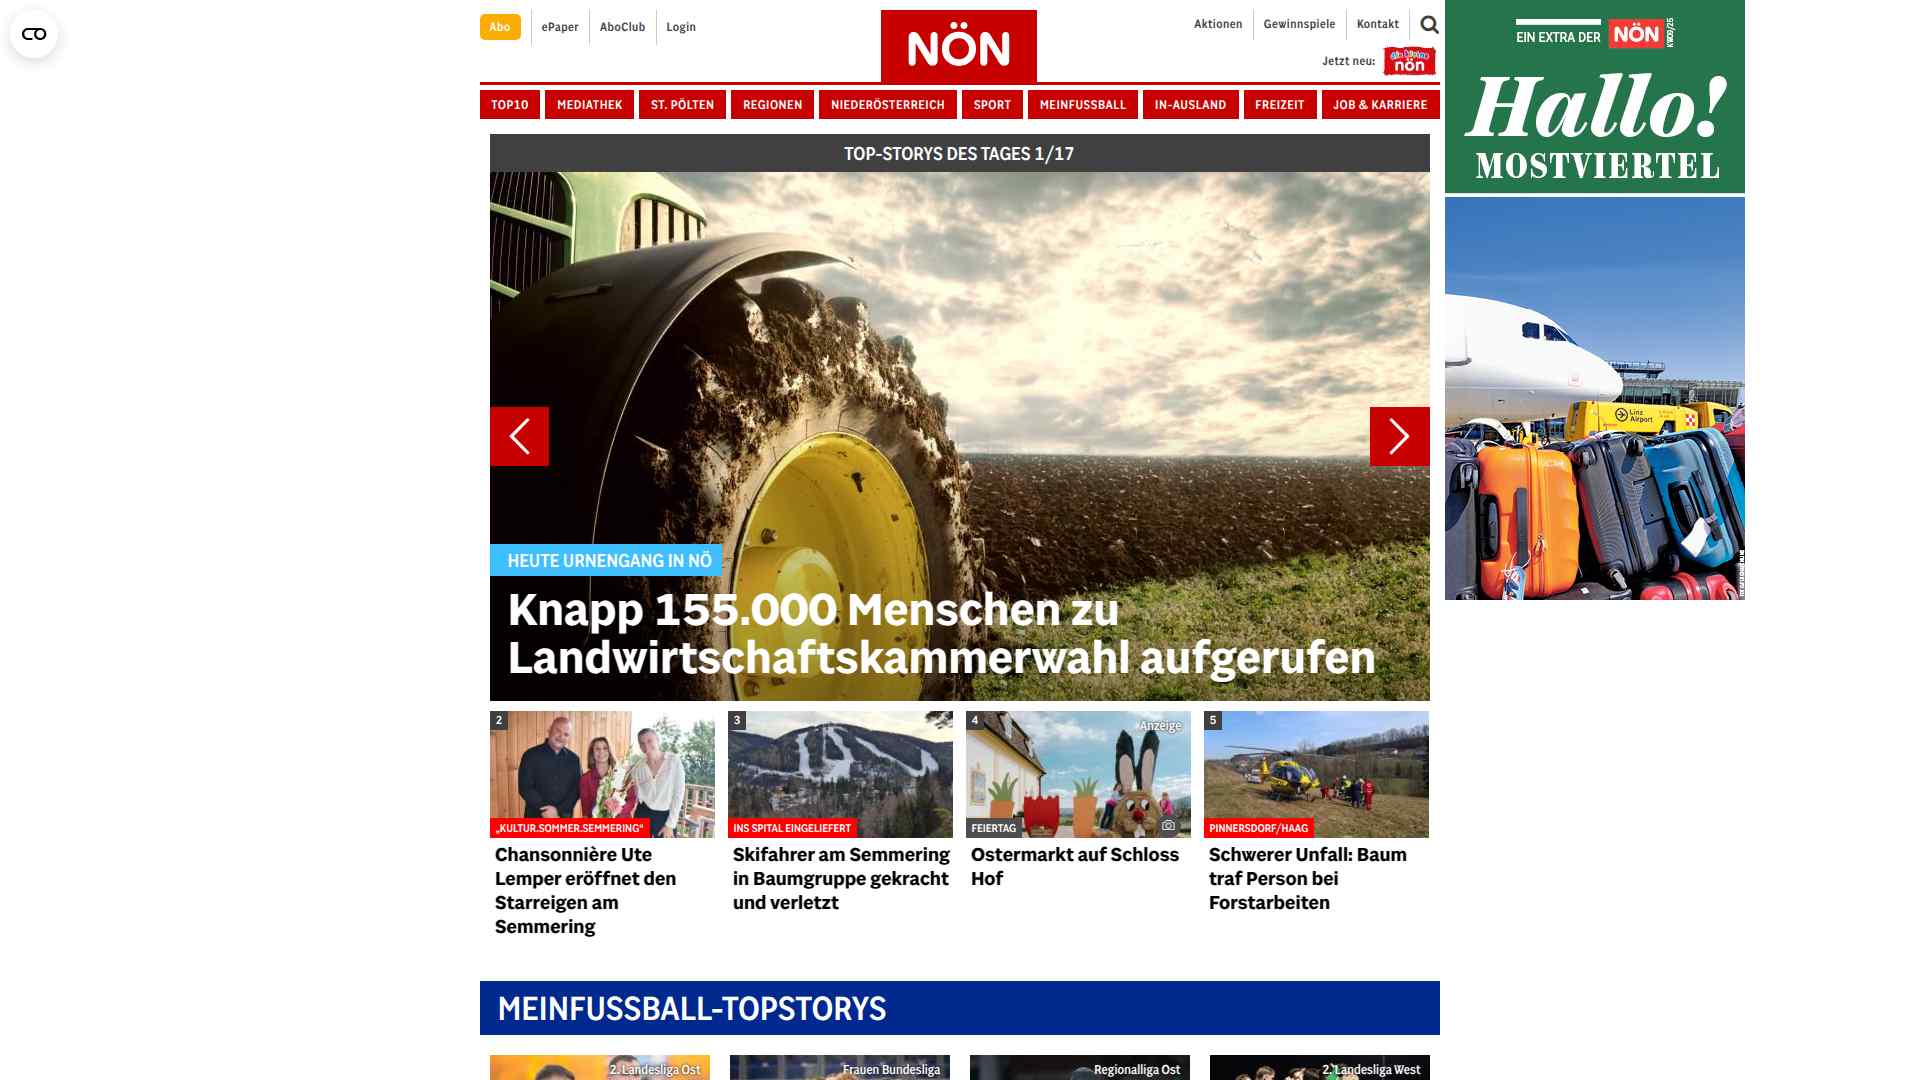 Abo
ePaper
AboClub
Login
NÖN
Aktionen
Gewinnspiele
Kontakt
Jetzt neu:
nön
TOP10
MEDIATHEK
ST. PÖLTEN
REGIONEN
NIEDERÖSTERREICH
SPORT
MEINFUSSBALL
IN-AUSLAND
FREIZEIT
JOB & KARRIERE
EIN EXTRA DER NÖN
Hallo!
MOSTVIERTEL
Linz
Airport
TOP-STORYS DES TAGES 1/17
HEUTE URNENGANG IN NÖ
Knapp 155.000 Menschen zu
Landwirtschaftskammerwahl aufgerufen
2
„KULTUR.SOMMER.SEMMERING“
Chansonnière Ute
Lemper eröffnet den
Starreigen am
Semmering
3
INS SPITAL EINGELIEFERT
Skifahrer am Semmering
in Baumgruppe gekracht
und verletzt
4
Anzeige
FEIERTAG
Ostermarkt auf Schloss
Hof
5
PINNERSDORF/HAAG
Schwerer Unfall: Baum
traf Person bei
Forstarbeiten
MEINFUSSBALL-TOPSTORYS
2. Landesliga Ost
Frauen Bundesliga
Regionalliga Ost
2. Landesliga West